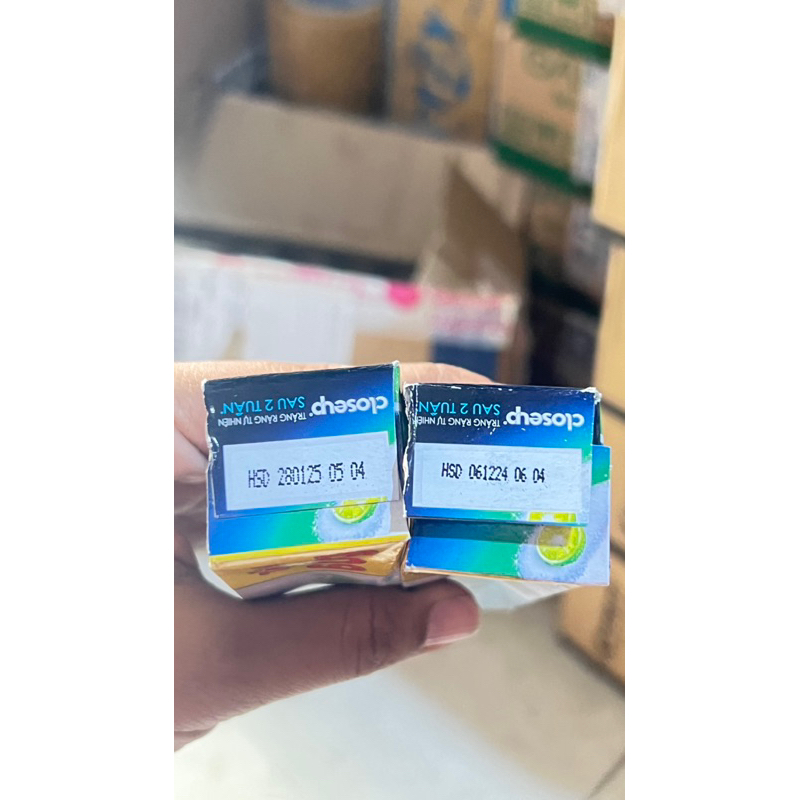 closeup
TRẮNG RĂNG TỰ NHIÊN
SAU 2 TUẦN*
HSD 280125 05 04
closeup
TRẮNG RĂNG TỰ NHIÊN
SAU 2 TUẦN
HSD 061224 06 04